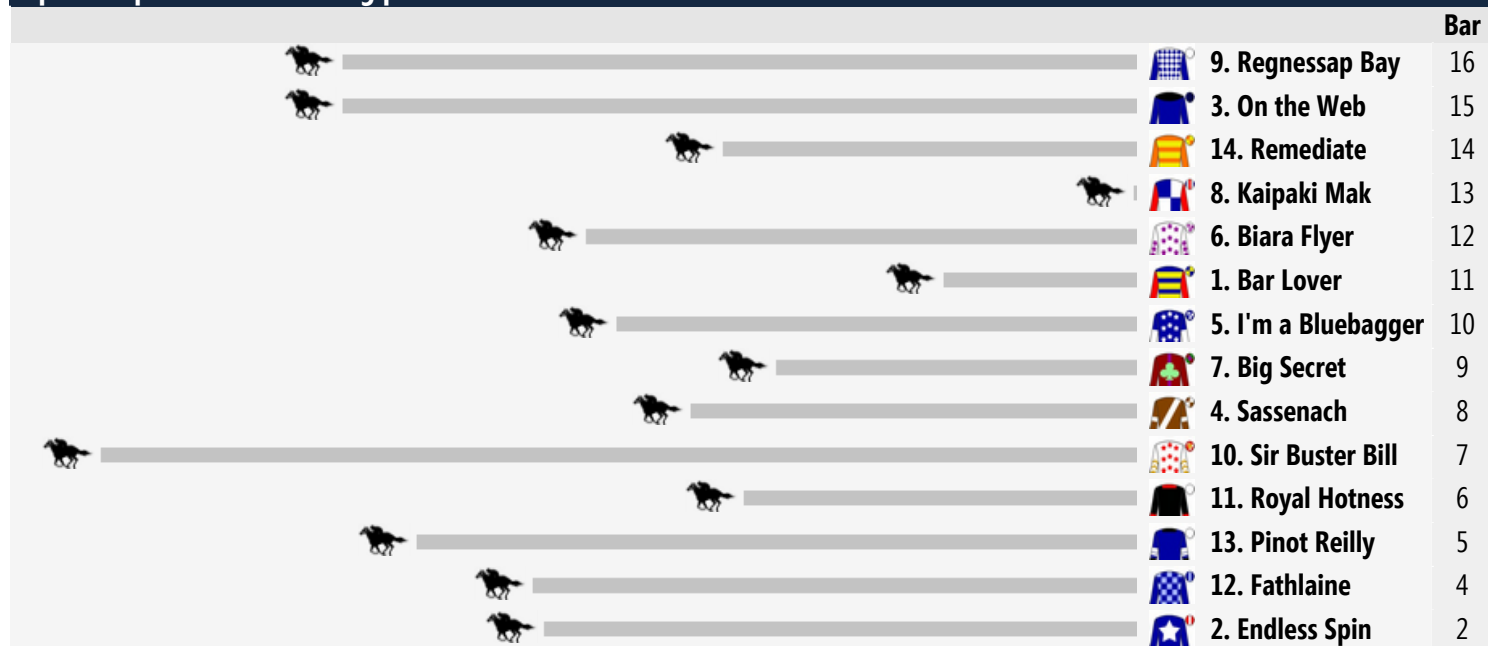 Bar
9. Regnessap Bay 16
3. On the Web 15
14. Remediate 14
8. Kaipaki Mak 13
6. Biara Flyer 12
1. Bar Lover 11
5. I'm a Bluebagger 10
7. Big Secret 9
4. Sassenach 8
10. Sir Buster Bill 7
11. Royal Hotness 6
13. Pinot Reilly 5
12. Fathlaine 4
2. Endless Spin 2